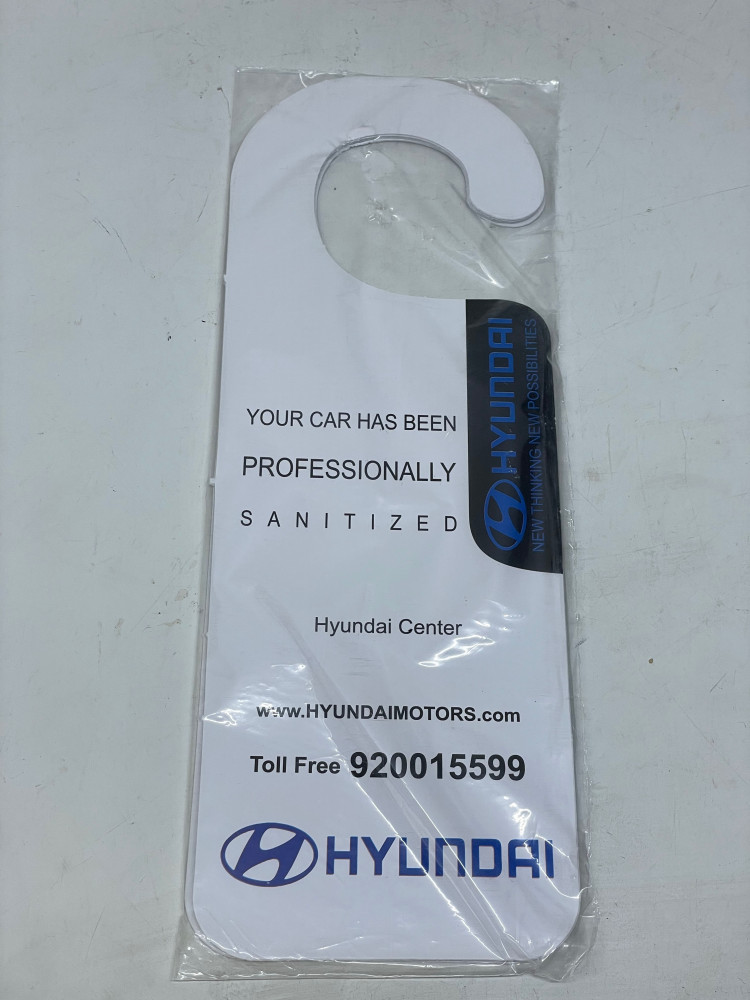 HYUNDAI
NEW THINKING NEW POSSIBILITIES
YOUR CAR HAS BEEN
PROFESSIONALLY
SANITIZED
Hyundai Center
www.HYUNDAIMOTORS.com
Toll Free 920015599
HYUNDAI